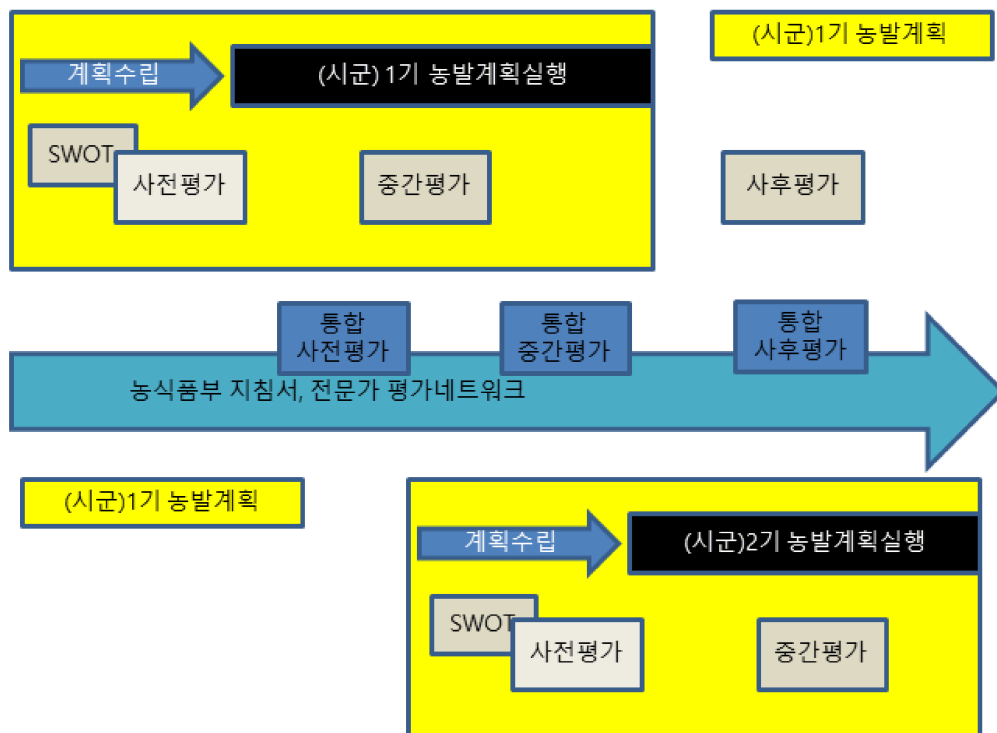 (시군)1기 농발계획
계획수립
(시군) 1기 농발계획실행
SWOT
사전평가
중간평가
사후평가
통합
사전평가
통합
중간평가
통합
사후평가
농식품부 지침서, 전문가 평가네트워크
(시군)1기 농발계획
계획수립
(시군)2기 농발계획실행
SWOT
사전평가
중간평가